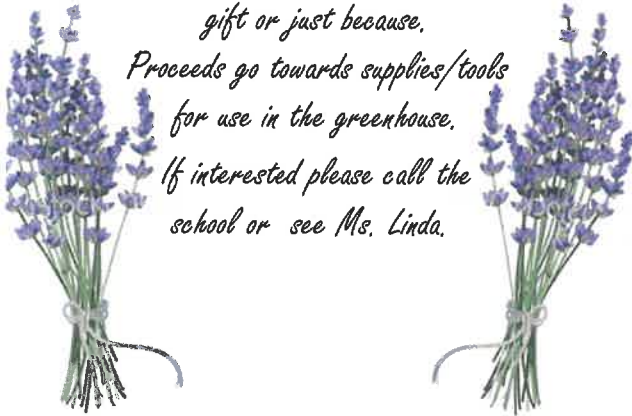 gift or just because.
Proceeds go towards supplies/tools
for use in the greenhouse.
If interested please call the
school or see Ms. Linda.